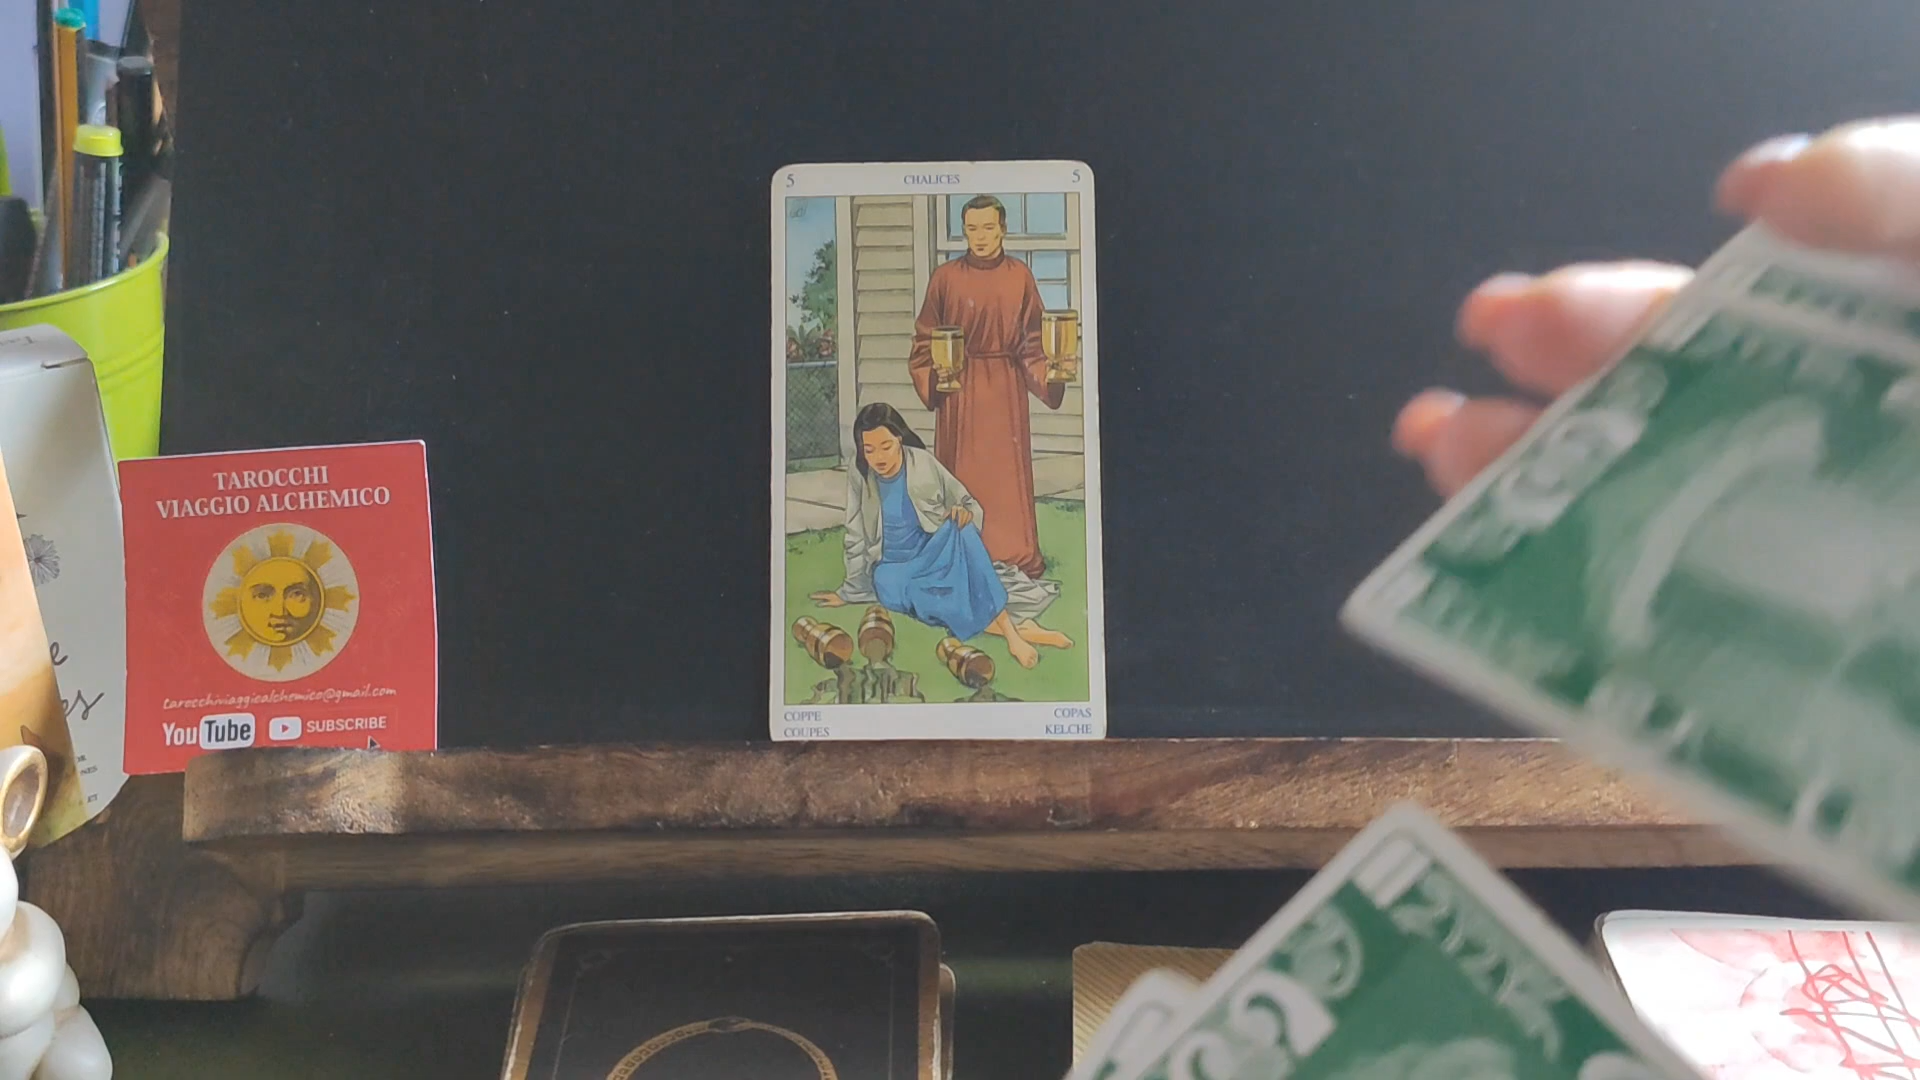 5 CHALICES 5
COPPE COPAS
COUPES KELCHE
TAROCCHI
VIAGGIO ALCHEMICO
tarocchiviaggioalchemico@gmail.com
YouTube SUBSCRIBE